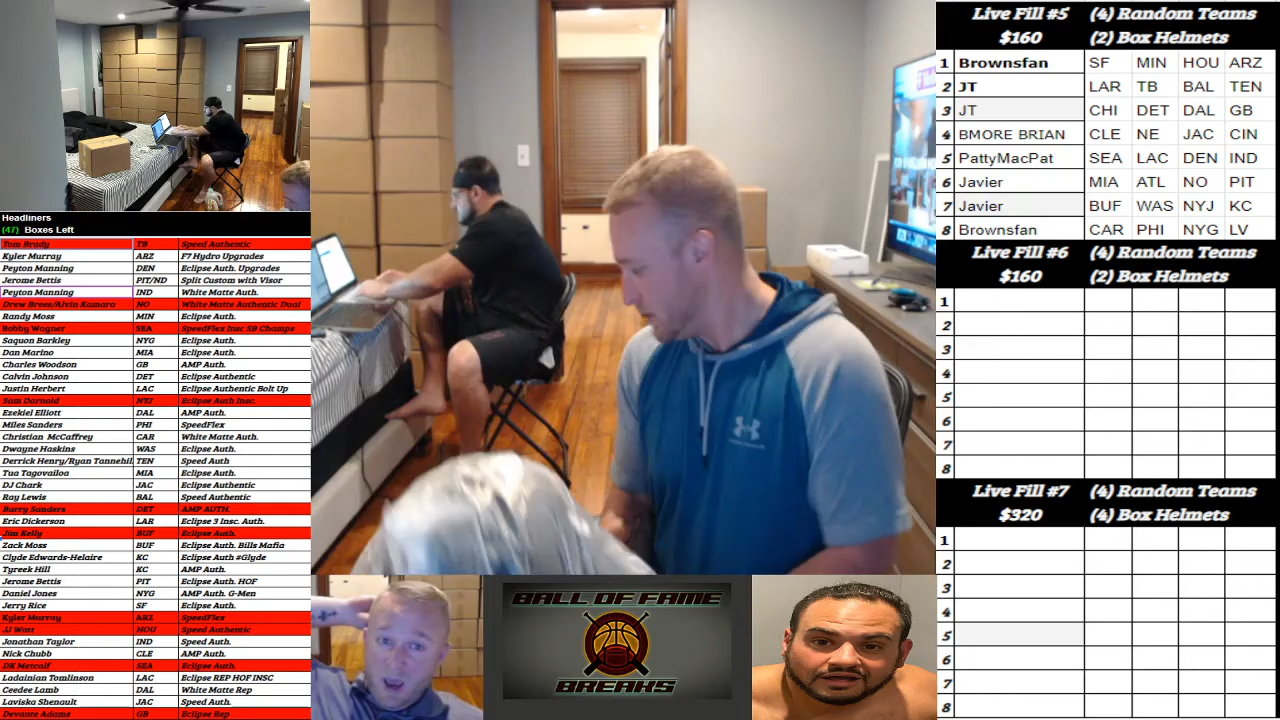 Headliners
(47) Boxes Left
Tom Brady TB Speed Authentic
Kyler Murray ARZ F7 Hydro Upgrades
Peyton Manning DEN Eclipse Auth. Upgrades
Jerome Bettis PIT/ND Split Custom with Visor
Peyton Manning IND White Matte Auth.
Drew Brees/Alvin Kamara NO White Matte Authentic Dual
Randy Moss MIN Eclipse Auth.
Bobby Wagner SEA SpeedFlex Insc SB Champs
Saquon Barkley NYG Eclipse Auth.
Dan Marino MIA Eclipse Auth.
Charles Woodson GB AMP Auth.
Calvin Johnson DET Eclipse Authentic
Justin Herbert LAC Eclipse Authentic Bolt Up
Sam Darnold NYJ Eclipse Auth Insc.
Ezekiel Elliott DAL AMP Auth.
Miles Sanders PHI SpeedFlex
Christian McCaffrey CAR White Matte Auth.
Dwayne Haskins WAS Eclipse Auth.
Derrick Henry/Ryan Tannehil TEN Speed Auth
Tua Tagovailoa MIA Eclipse Auth.
DJ Chark JAC Eclipse Authentic
Ray Lewis BAL Speed Authentic
Barry Sanders DET AMP AUTH.
Eric Dickerson LAR Eclipse 3 Insc. Auth.
Jim Kelly BUF Eclipse Auth.
Zack Moss BUF Eclipse Auth. Bills Mafia
Clyde Edwards-Helaire KC Eclipse Auth #Glyde
Tyreek Hill KC AMP Auth.
Jerome Bettis PIT Eclipse Auth. HOF
Daniel Jones NYG AMP Auth. G-Men
Jerry Rice SF Eclipse Auth.
Kyler Murray ARZ SpeedFlex
JJ Watt HOU Speed Authentic
Jonathan Taylor IND Speed Auth.
Nick Chubb CLE AMP Auth.
DK Metcalf SEA Eclipse Auth.
Ladainian Tomlinson LAC Eclipse REP HOF INSC
Ceedee Lamb DAL White Matte Rep
Laviska Shenault JAC Speed Auth.
Devante Adams GB Eclipse Rep
UNDER ARMOUR
BALL OF FAME
BREAKS
Live Fill #5 (4) Random Teams
$160 (2) Box Helmets
1 Brownsfan SF MIN HOU ARZ
2 JT LAR TB BAL TEN
3 JT CHI DET DAL GB
4 BMORE BRIAN CLE NE JAC CIN
5 PattyMacPat SEA LAC DEN IND
6 Javier MIA ATL NO PIT
7 Javier BUF WAS NYJ KC
8 Brownsfan CAR PHI NYG LV
Live Fill #6 (4) Random Teams
$160 (2) Box Helmets
1
2
3
4
5
6
7
8
Live Fill #7 (4) Random Teams
$320 (4) Box Helmets
1
2
3
4
5
6
7
8